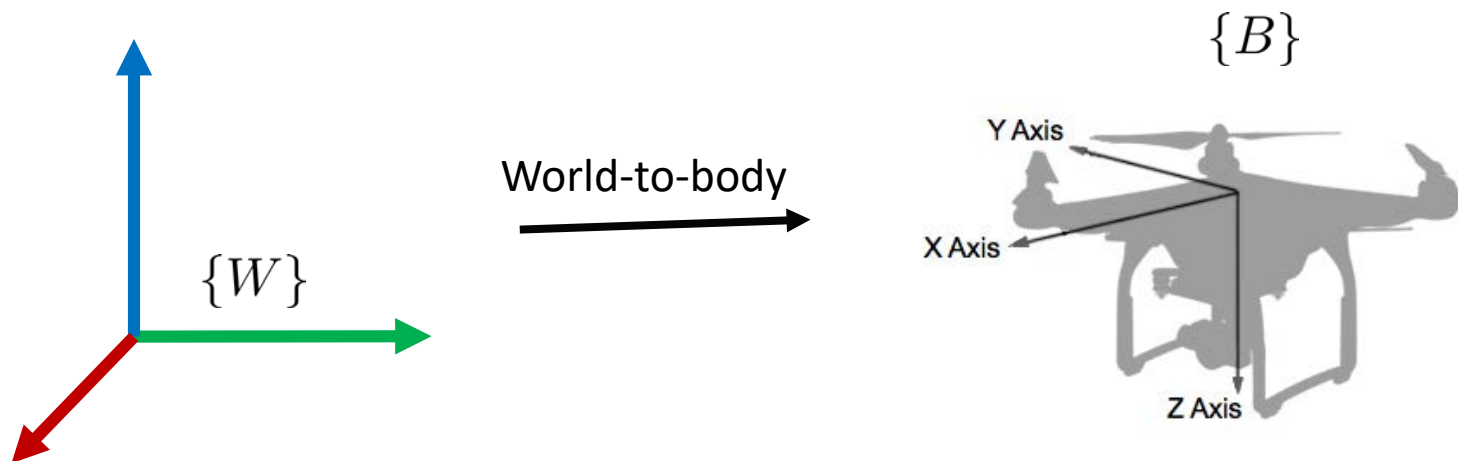 {B}
Y Axis
World-to-body
X Axis
{W}
Z Axis